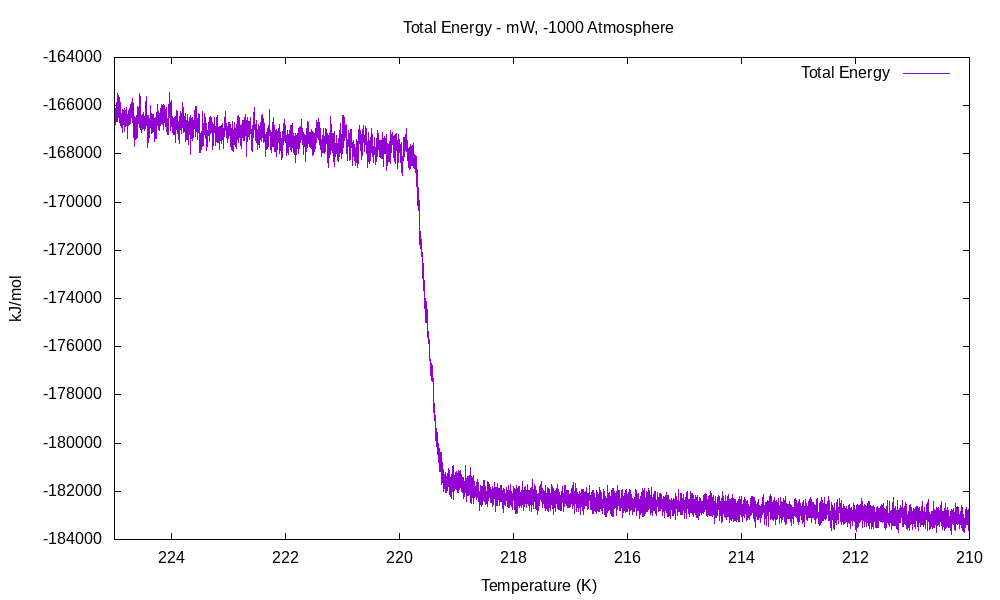 Total Energy - mW, -1000 Atmosphere
Total Energy
-164000
-166000
-168000
-170000
-172000
-174000
-176000
-178000
-180000
-182000
-184000
kJ/mol
224 222 220 218 216 214 212 210
Temperature (K)